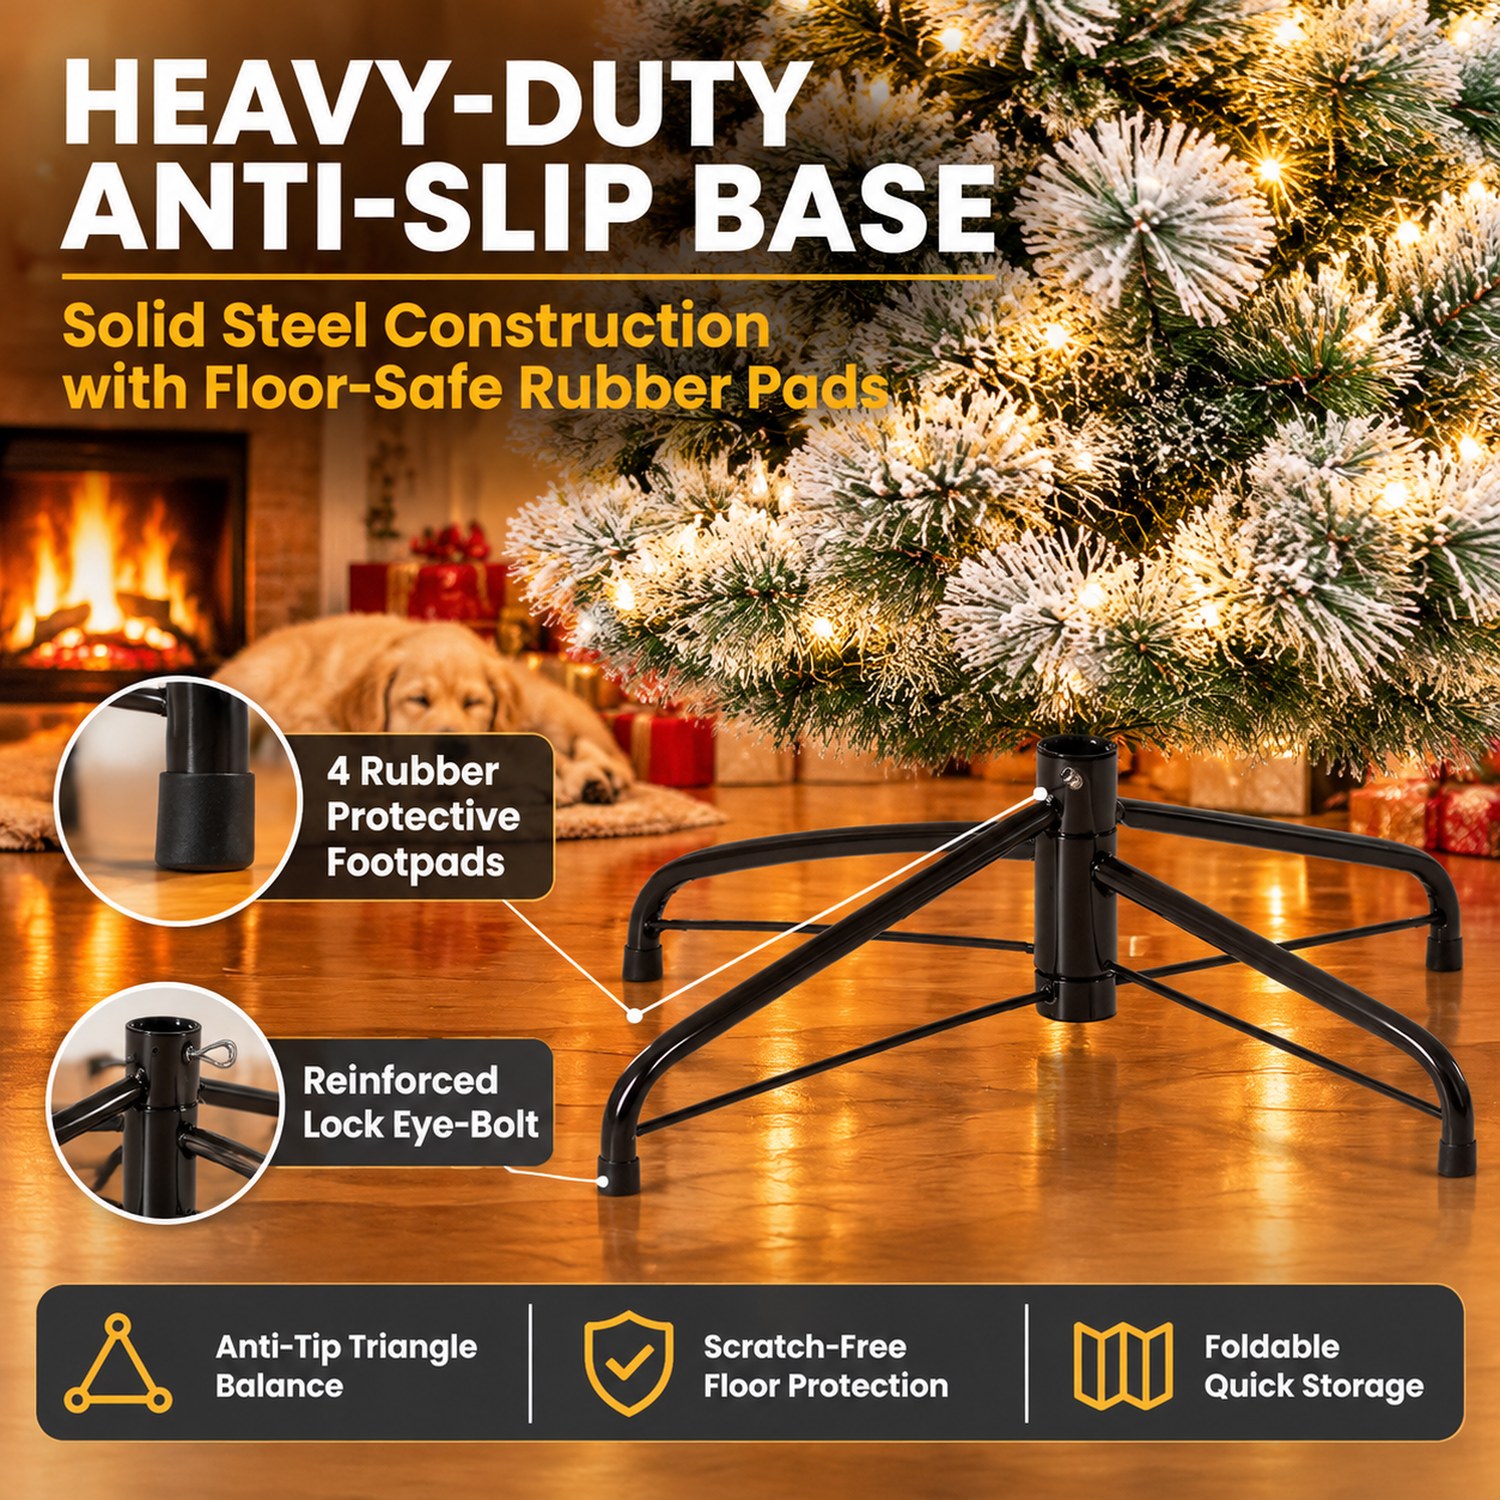 HEAVY-DUTY
ANTI-SLIP BASE
Solid Steel Construction
with Floor-Safe Rubber Pads
4 Rubber
Protective
Footpads
Reinforced
Lock Eye-Bolt
Anti-Tip Triangle
Balance
Scratch-Free
Floor Protection
Foldable
Quick Storage